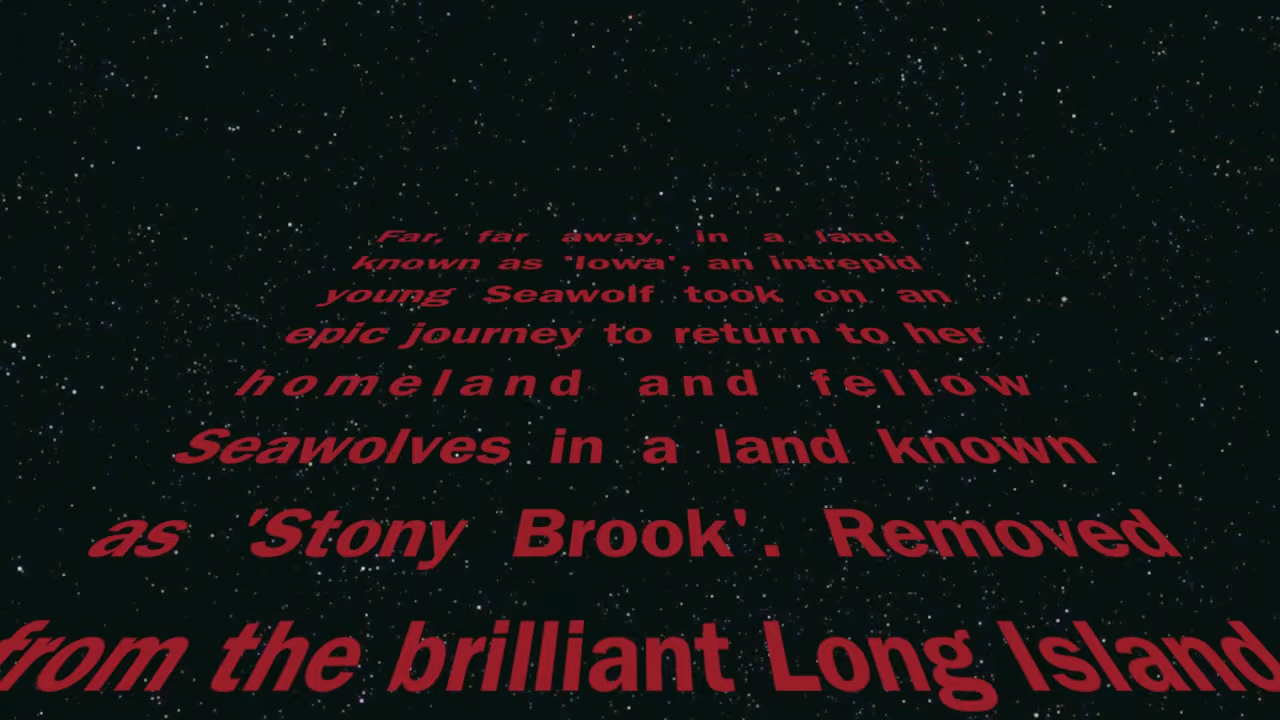 Far, far away, in a land
known as 'Iowa', an intrepid
young Seawolf took on an
epic journey to return to her
homeland and fellow
Seawolves in a land known
as 'Stony Brook'. Removed
from the brilliant Long Island